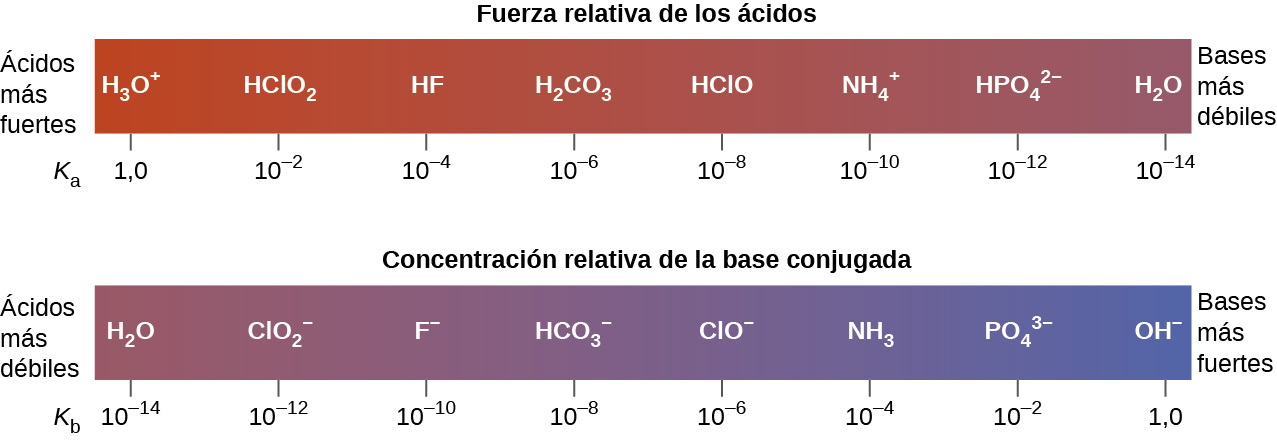 Fuerza relativa de los ácidos
Ácidos más fuertes
H₃O⁺ HClO₂ HF H₂CO₃ HClO NH₄⁺ HPO₄²⁻ H₂O
Bases más débiles
Kₐ 1,0 10⁻² 10⁻⁴ 10⁻⁶ 10⁻⁸ 10⁻¹⁰ 10⁻¹² 10⁻¹⁴
Concentración relativa de la base conjugada
Ácidos más débiles
H₂O ClO₂⁻ F⁻ HCO₃⁻ ClO⁻ NH₃ PO₄³⁻ OH⁻
Bases más fuertes
K_b 10⁻¹⁴ 10⁻¹² 10⁻¹⁰ 10⁻⁸ 10⁻⁶ 10⁻⁴ 10⁻² 1,0